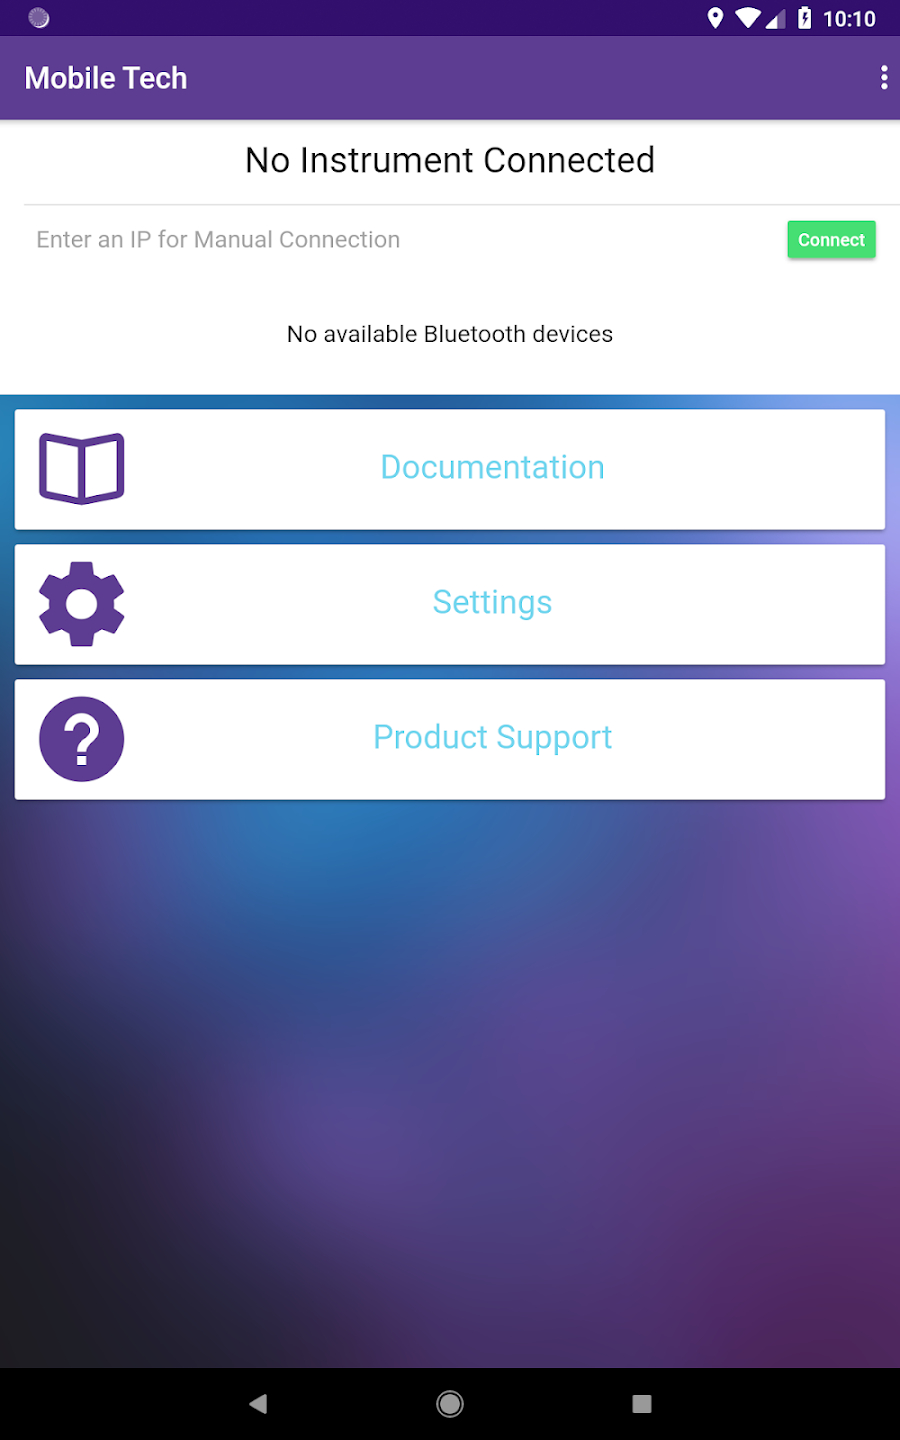 10:10
Mobile Tech
No Instrument Connected
Enter an IP for Manual Connection
Connect
No available Bluetooth devices
Documentation
Settings
Product Support